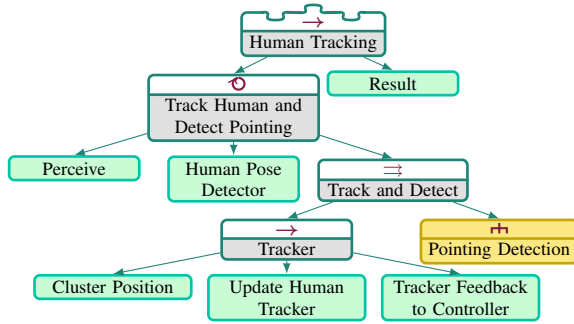 Human Tracking
Result
Track Human and
Detect Pointing
Perceive
Human Pose
Detector
Track and Detect
Tracker
Pointing Detection
Cluster Position
Update Human
Tracker
Tracker Feedback
to Controller